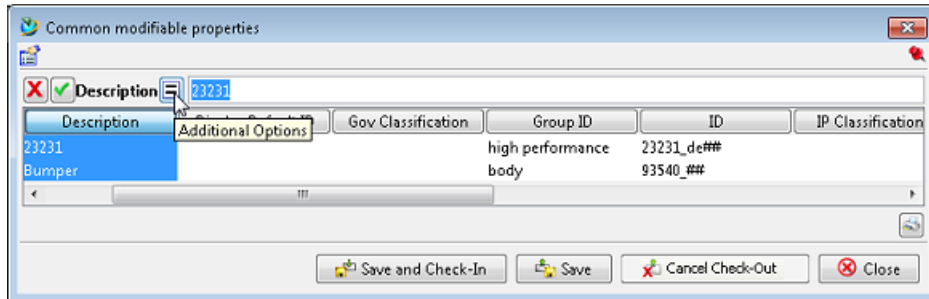 Common modifiable properties
Description 23231
Description Gov Classification Group ID ID IP Classification
Additional Options
23231 high performance 23231_de##
Bumper body 93540_##
Save and Check-In Save Cancel Check-Out Close